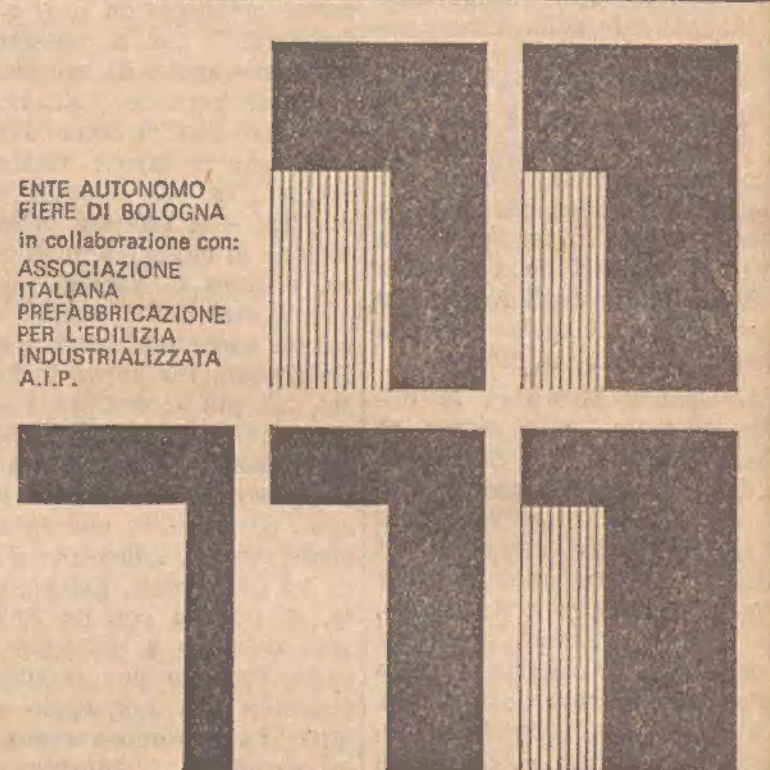 ENTE AUTONOMO
FIERE DI BOLOGNA
in collaborazione con:
ASSOCIAZIONE
ITALIANA
PREFABBRICAZIONE
PER L'EDILIZIA
INDUSTRIALIZZATA
A.I.P.